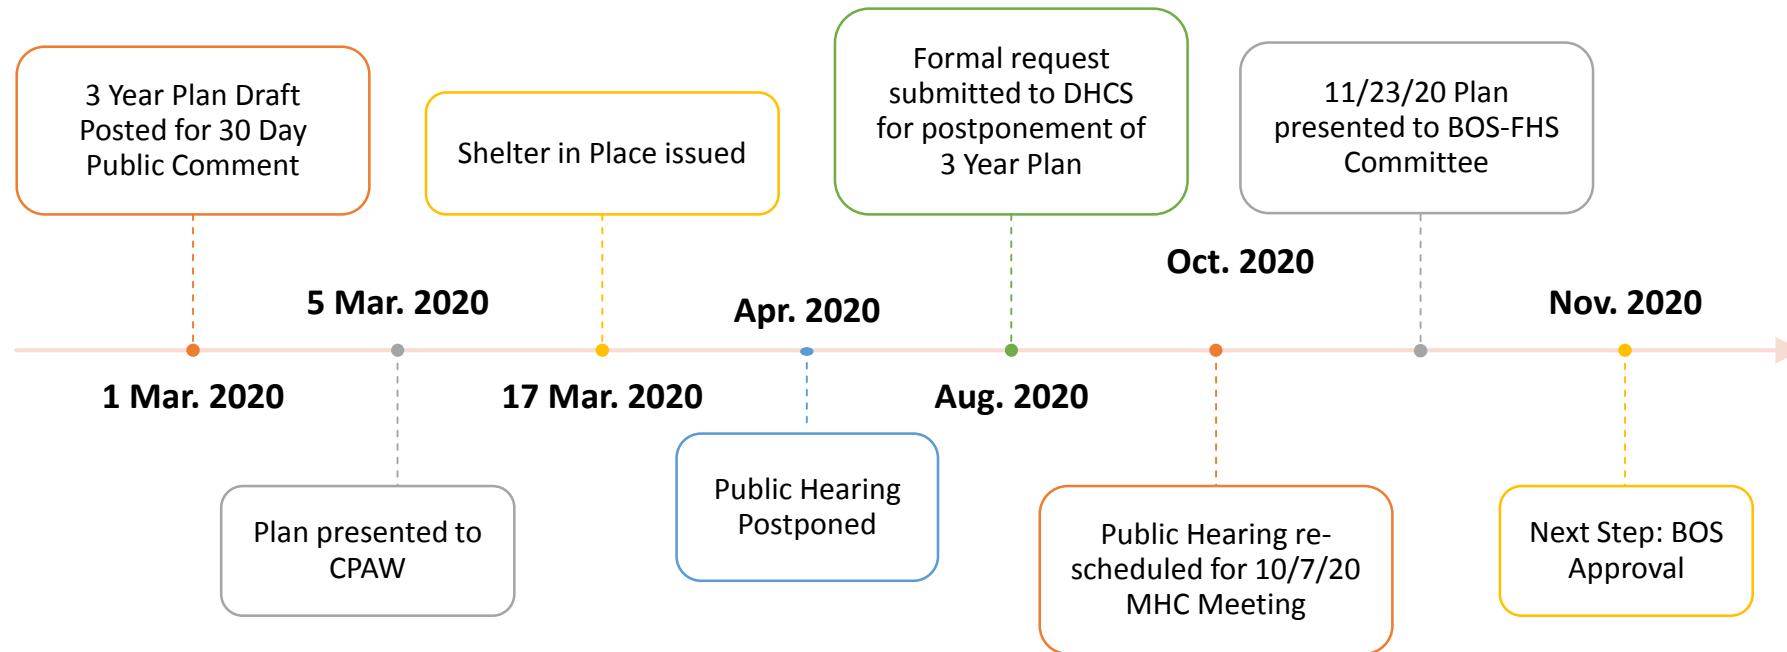 3 Year Plan Draft
Posted for 30 Day
Public Comment
1 Mar. 2020
5 Mar. 2020
Plan presented to
CPAW
Shelter in Place issued
17 Mar. 2020
Apr. 2020
Public Hearing
Postponed
Formal request
submitted to DHCS
for postponement of
3 Year Plan
Aug. 2020
Oct. 2020
Public Hearing re-
scheduled for 10/7/20
MHC Meeting
11/23/20 Plan
presented to BOS-FHS
Committee
Nov. 2020
Next Step: BOS
Approval